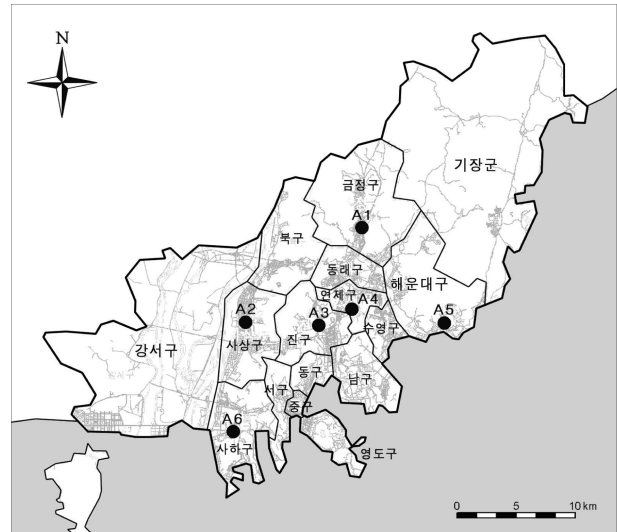 N
기장군
금정구
A1
북구
동래구
해운대구
연제구
A4
A2
A3
수영구
A5
진구
사상구
강서구
동구
남구
서구
중구
A6
사하구
영도구
0 5 10 km